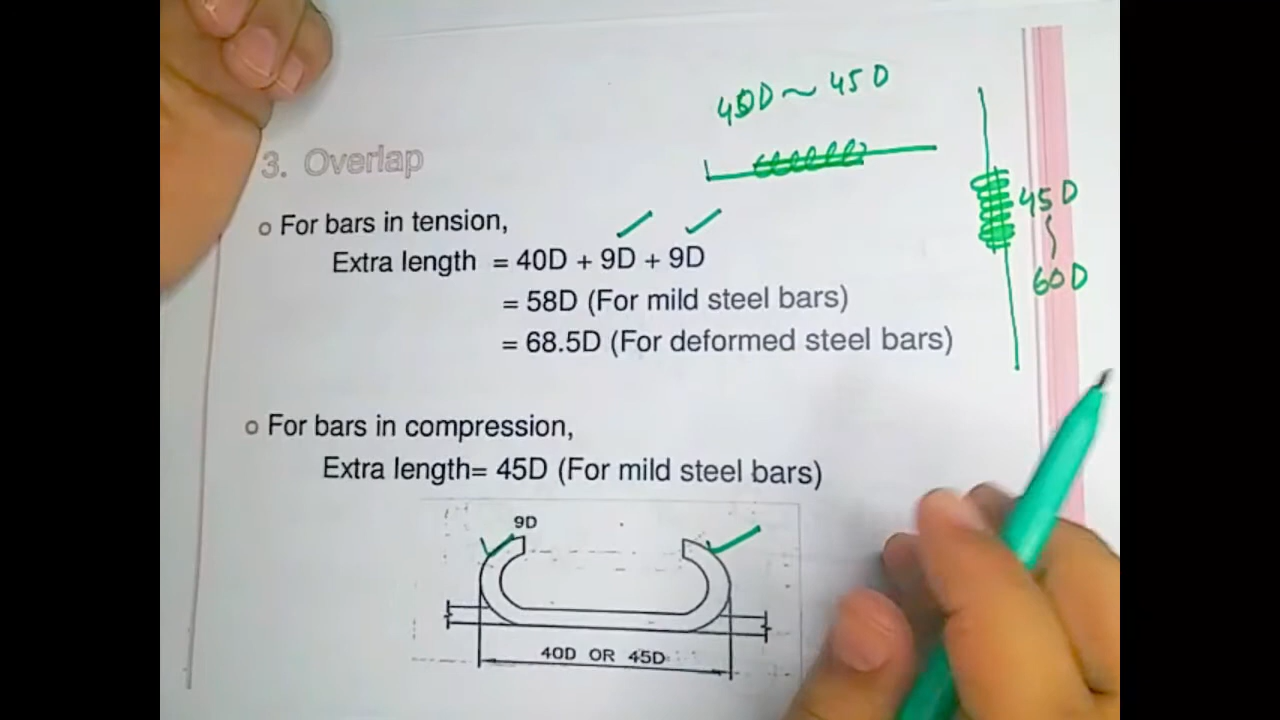 40D ~ 45D
3. Overlap
For bars in tension,
Extra length = 40D + 9D + 9D
= 58D (For mild steel bars)
= 68.5D (For deformed steel bars)
45D
60D
For bars in compression,
Extra length= 45D (For mild steel bars)
9D
40D OR 45D